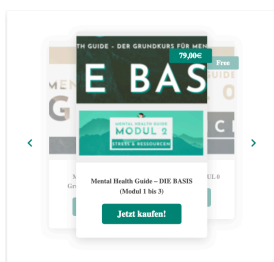 TH GUIDE - DER GRUNDKURS FÜR MEN
79,00€
Free
E BAS
MENTAL HEALTH GUIDE
MODUL 2
STRESS & RESSOURCEN
Mental Health Guide – DIE BASIS
(Modul 1 bis 3)
Jetzt kaufen!